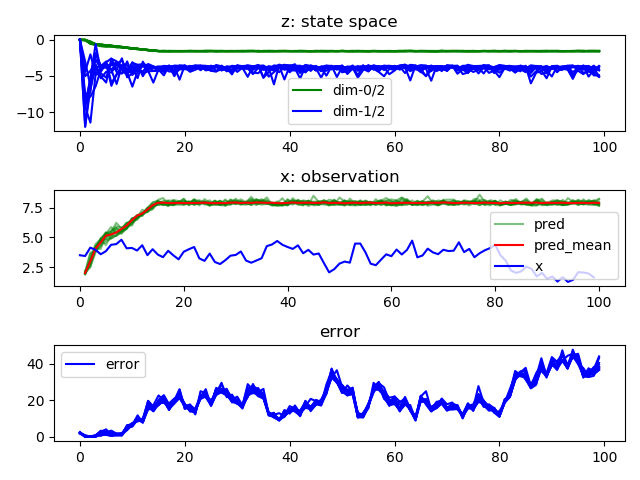 z: state space
0
−5
−10
dim-0/2
dim-1/2
0 20 40 60 80 100
x: observation
7.5
5.0
2.5
pred
pred_mean
x
0 20 40 60 80 100
error
40
20
0
error
0 20 40 60 80 100